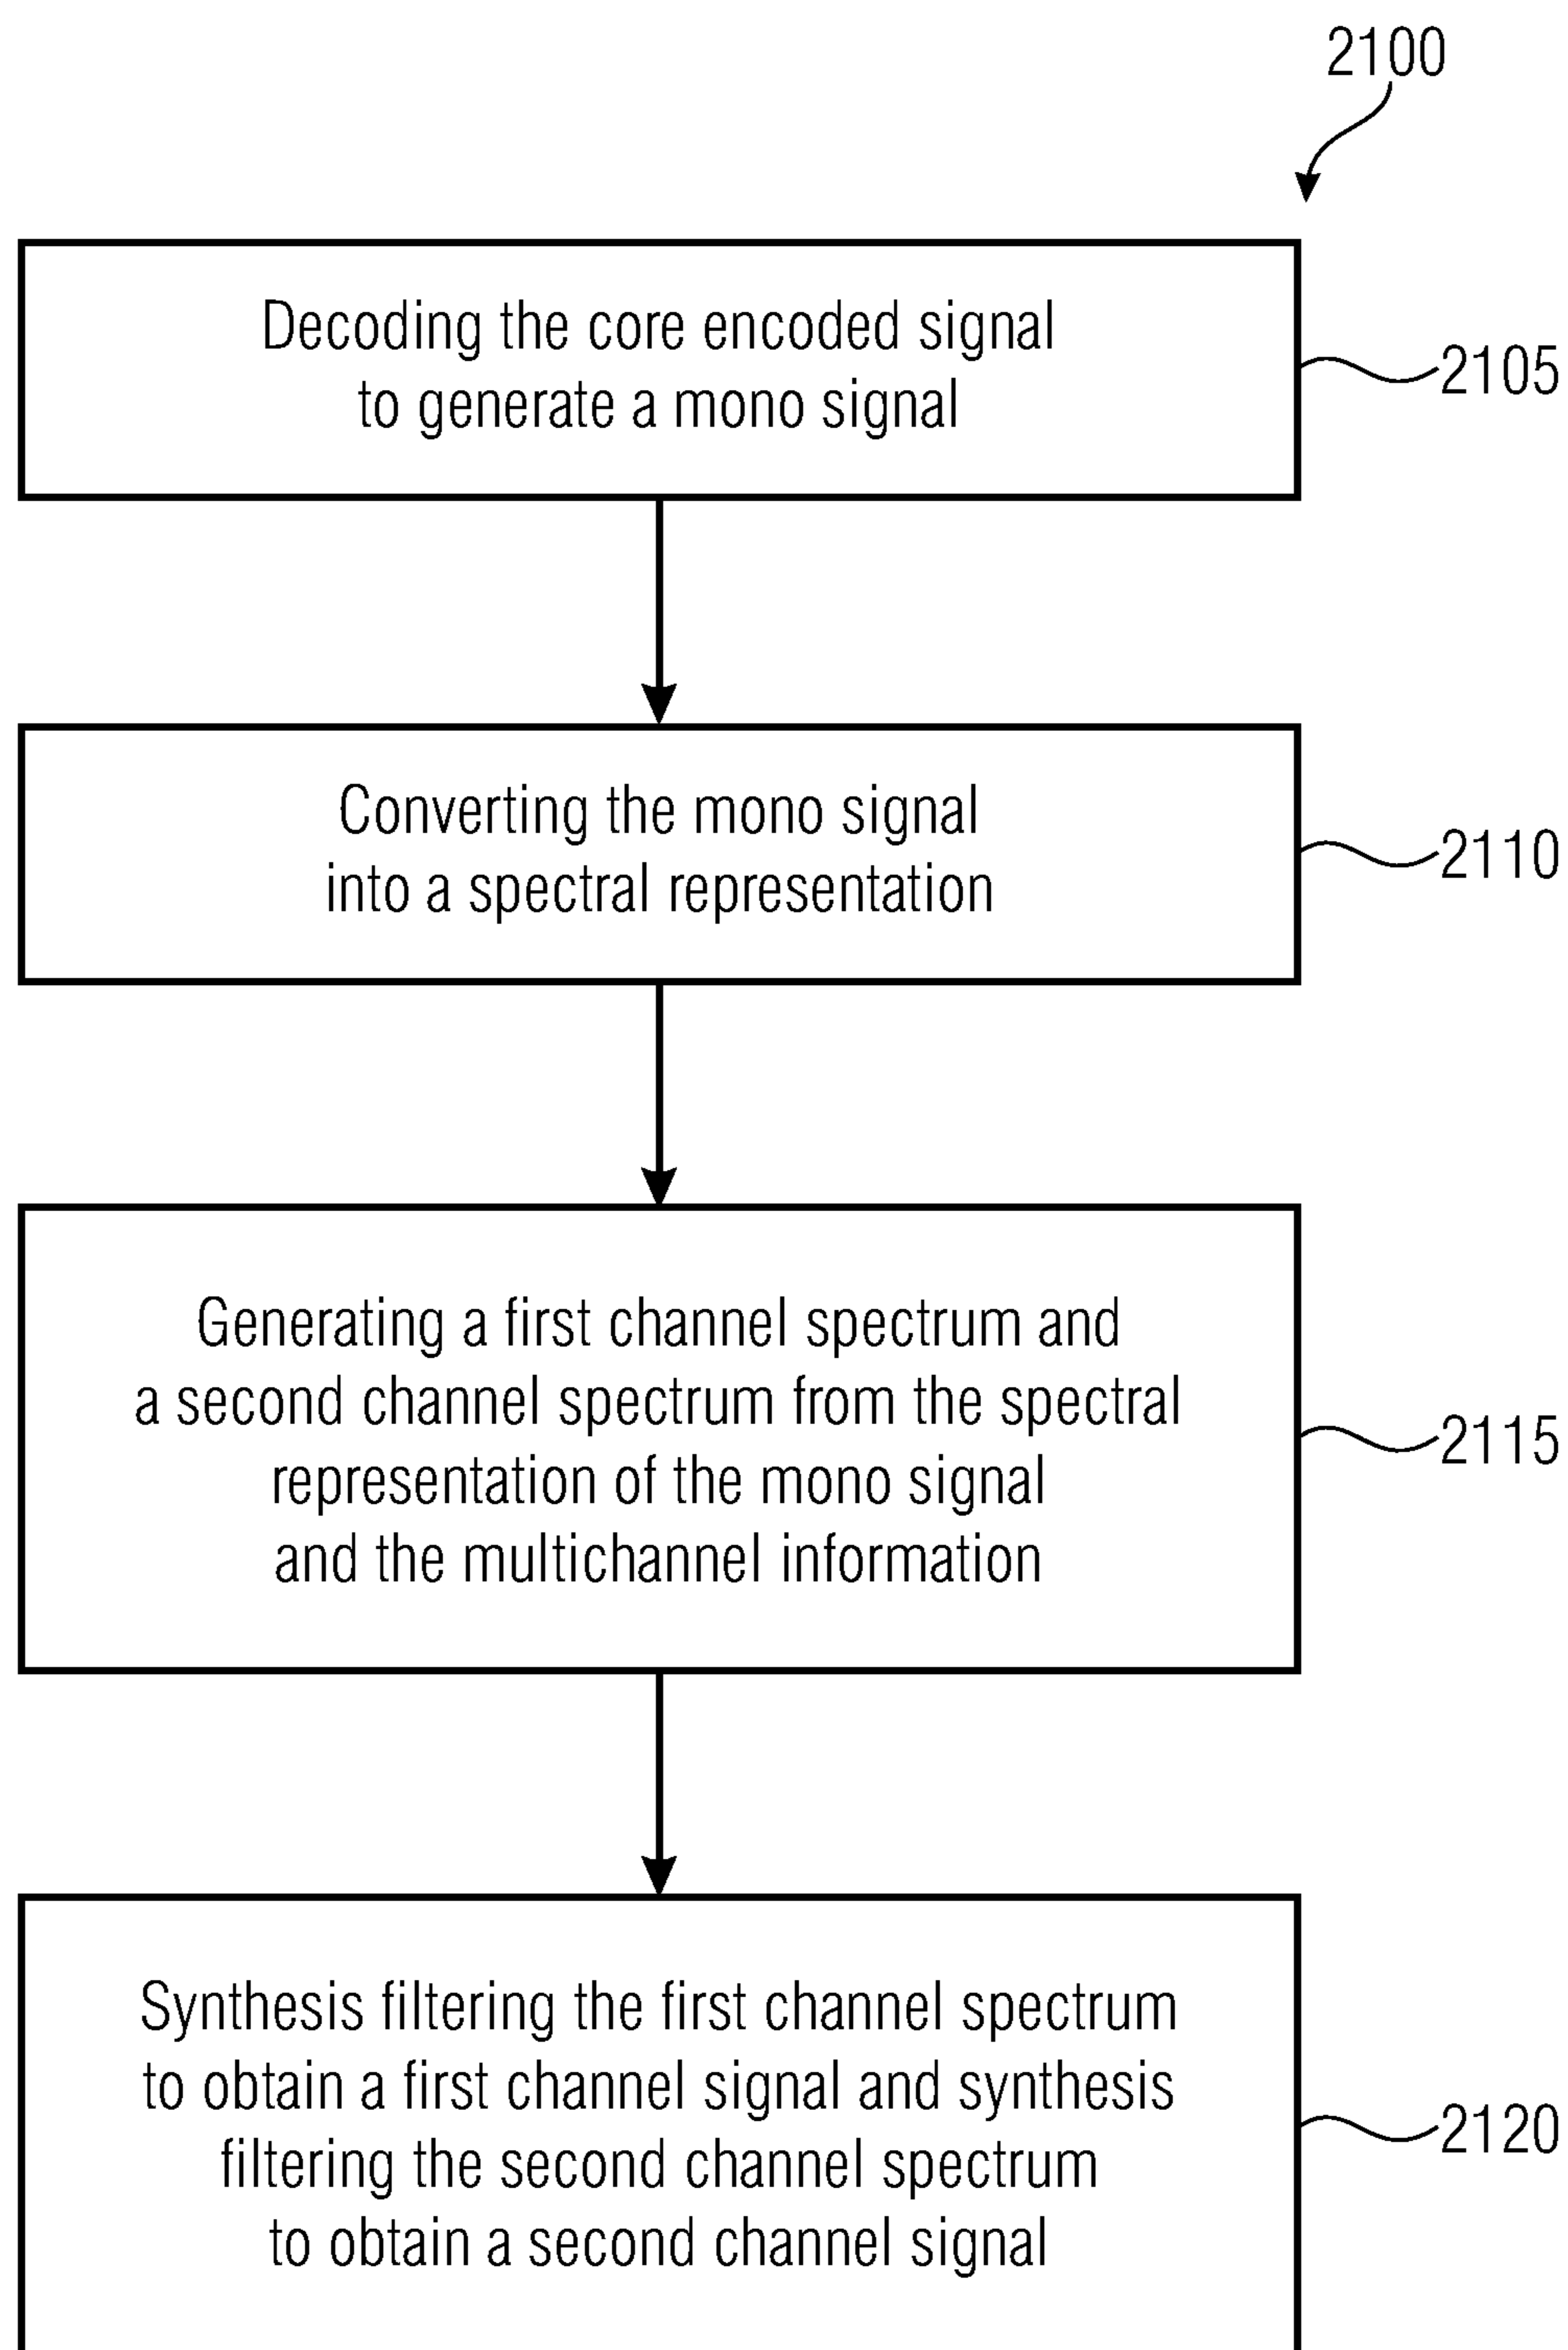 2100
Decoding the core encoded signal
to generate a mono signal
2105
Converting the mono signal
into a spectral representation
2110
Generating a first channel spectrum and
a second channel spectrum from the spectral
representation of the mono signal
and the multichannel information
2115
Synthesis filtering the first channel spectrum
to obtain a first channel signal and synthesis
filtering the second channel spectrum
to obtain a second channel signal
2120